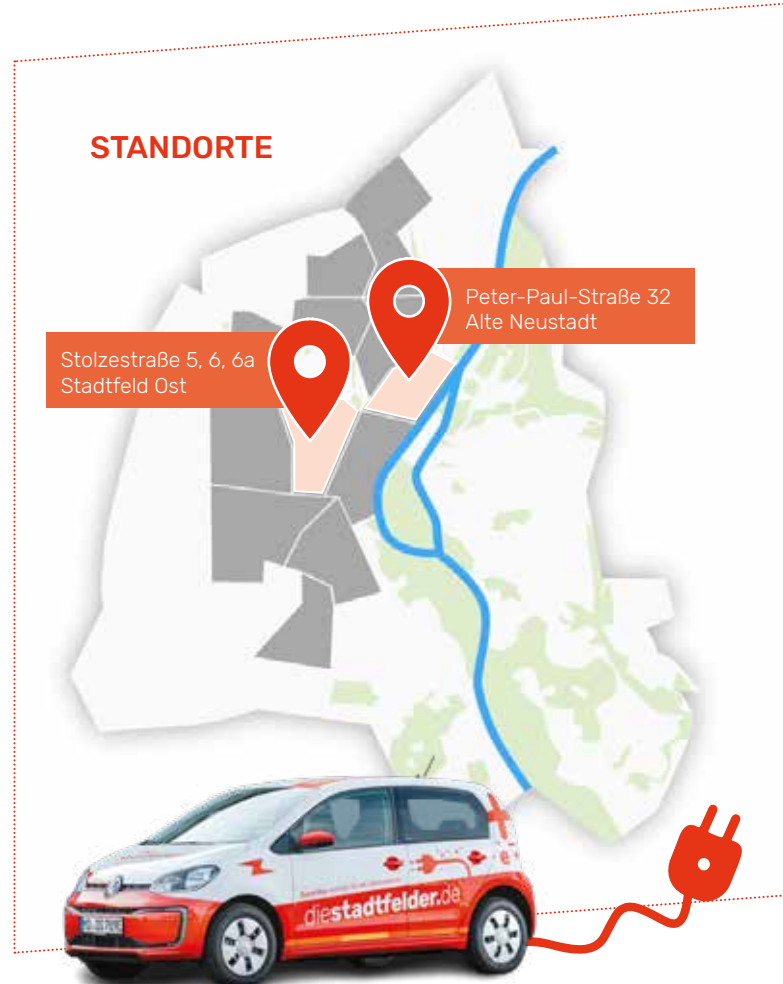 STANDORTE
Peter-Paul-Straße 32
Alte Neustadt
Stolzestraße 5, 6, 6a
Stadtfeld Ost
diestadtfelder.de